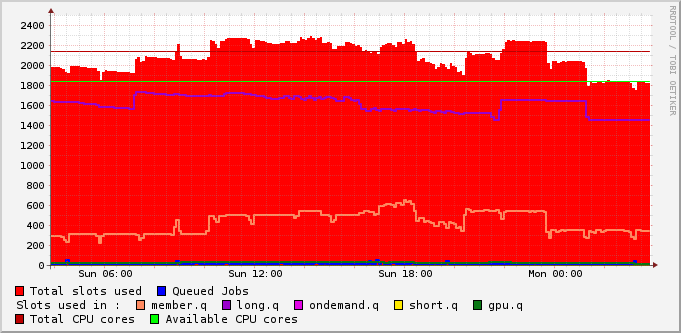 2400
2200
2000
1800
1600
1400
1200
1000
800
600
400
200
0
Sun 06:00 Sun 12:00 Sun 18:00 Mon 00:00
Total slots used Queued Jobs
Slots used in : member.q long.q ondemand.q short.q gpu.q
Total CPU cores Available CPU cores
RRDTOOL / TOBI OETIKER